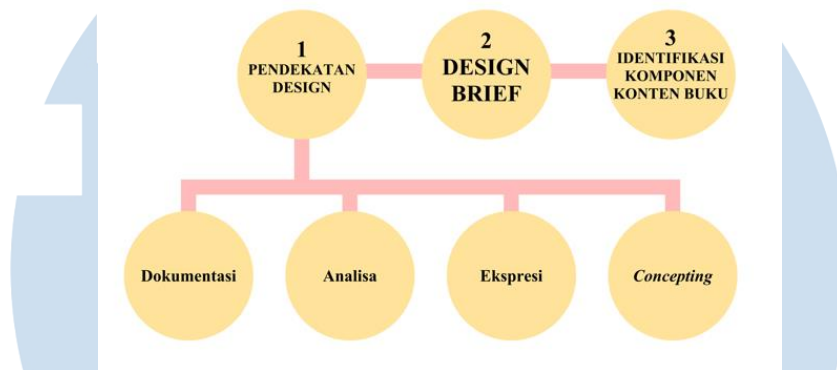 1
PENDEKATAN
DESIGN
2
DESIGN
BRIEF
3
IDENTIFIKASI
KOMPONEN
KONTEN BUKU
Dokumentasi
Analisa
Ekspresi
Concepting